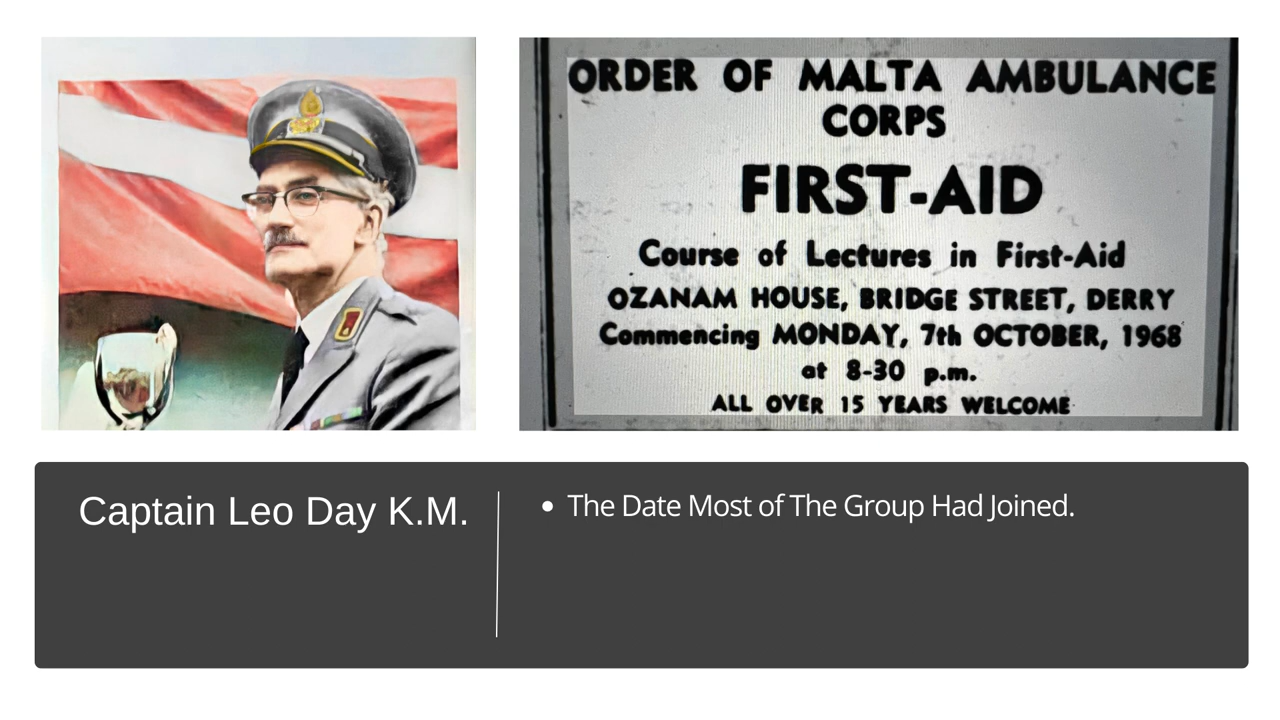 ORDER OF MALTA AMBULANCE
CORPS
FIRST-AID
Course of Lectures in First-Aid
OZANAM HOUSE, BRIDGE STREET, DERRY
Commencing MONDAY, 7th OCTOBER, 1968
at 8-30 p.m.
ALL OVER 15 YEARS WELCOME
Captain Leo Day K.M.
• The Date Most of The Group Had Joined.